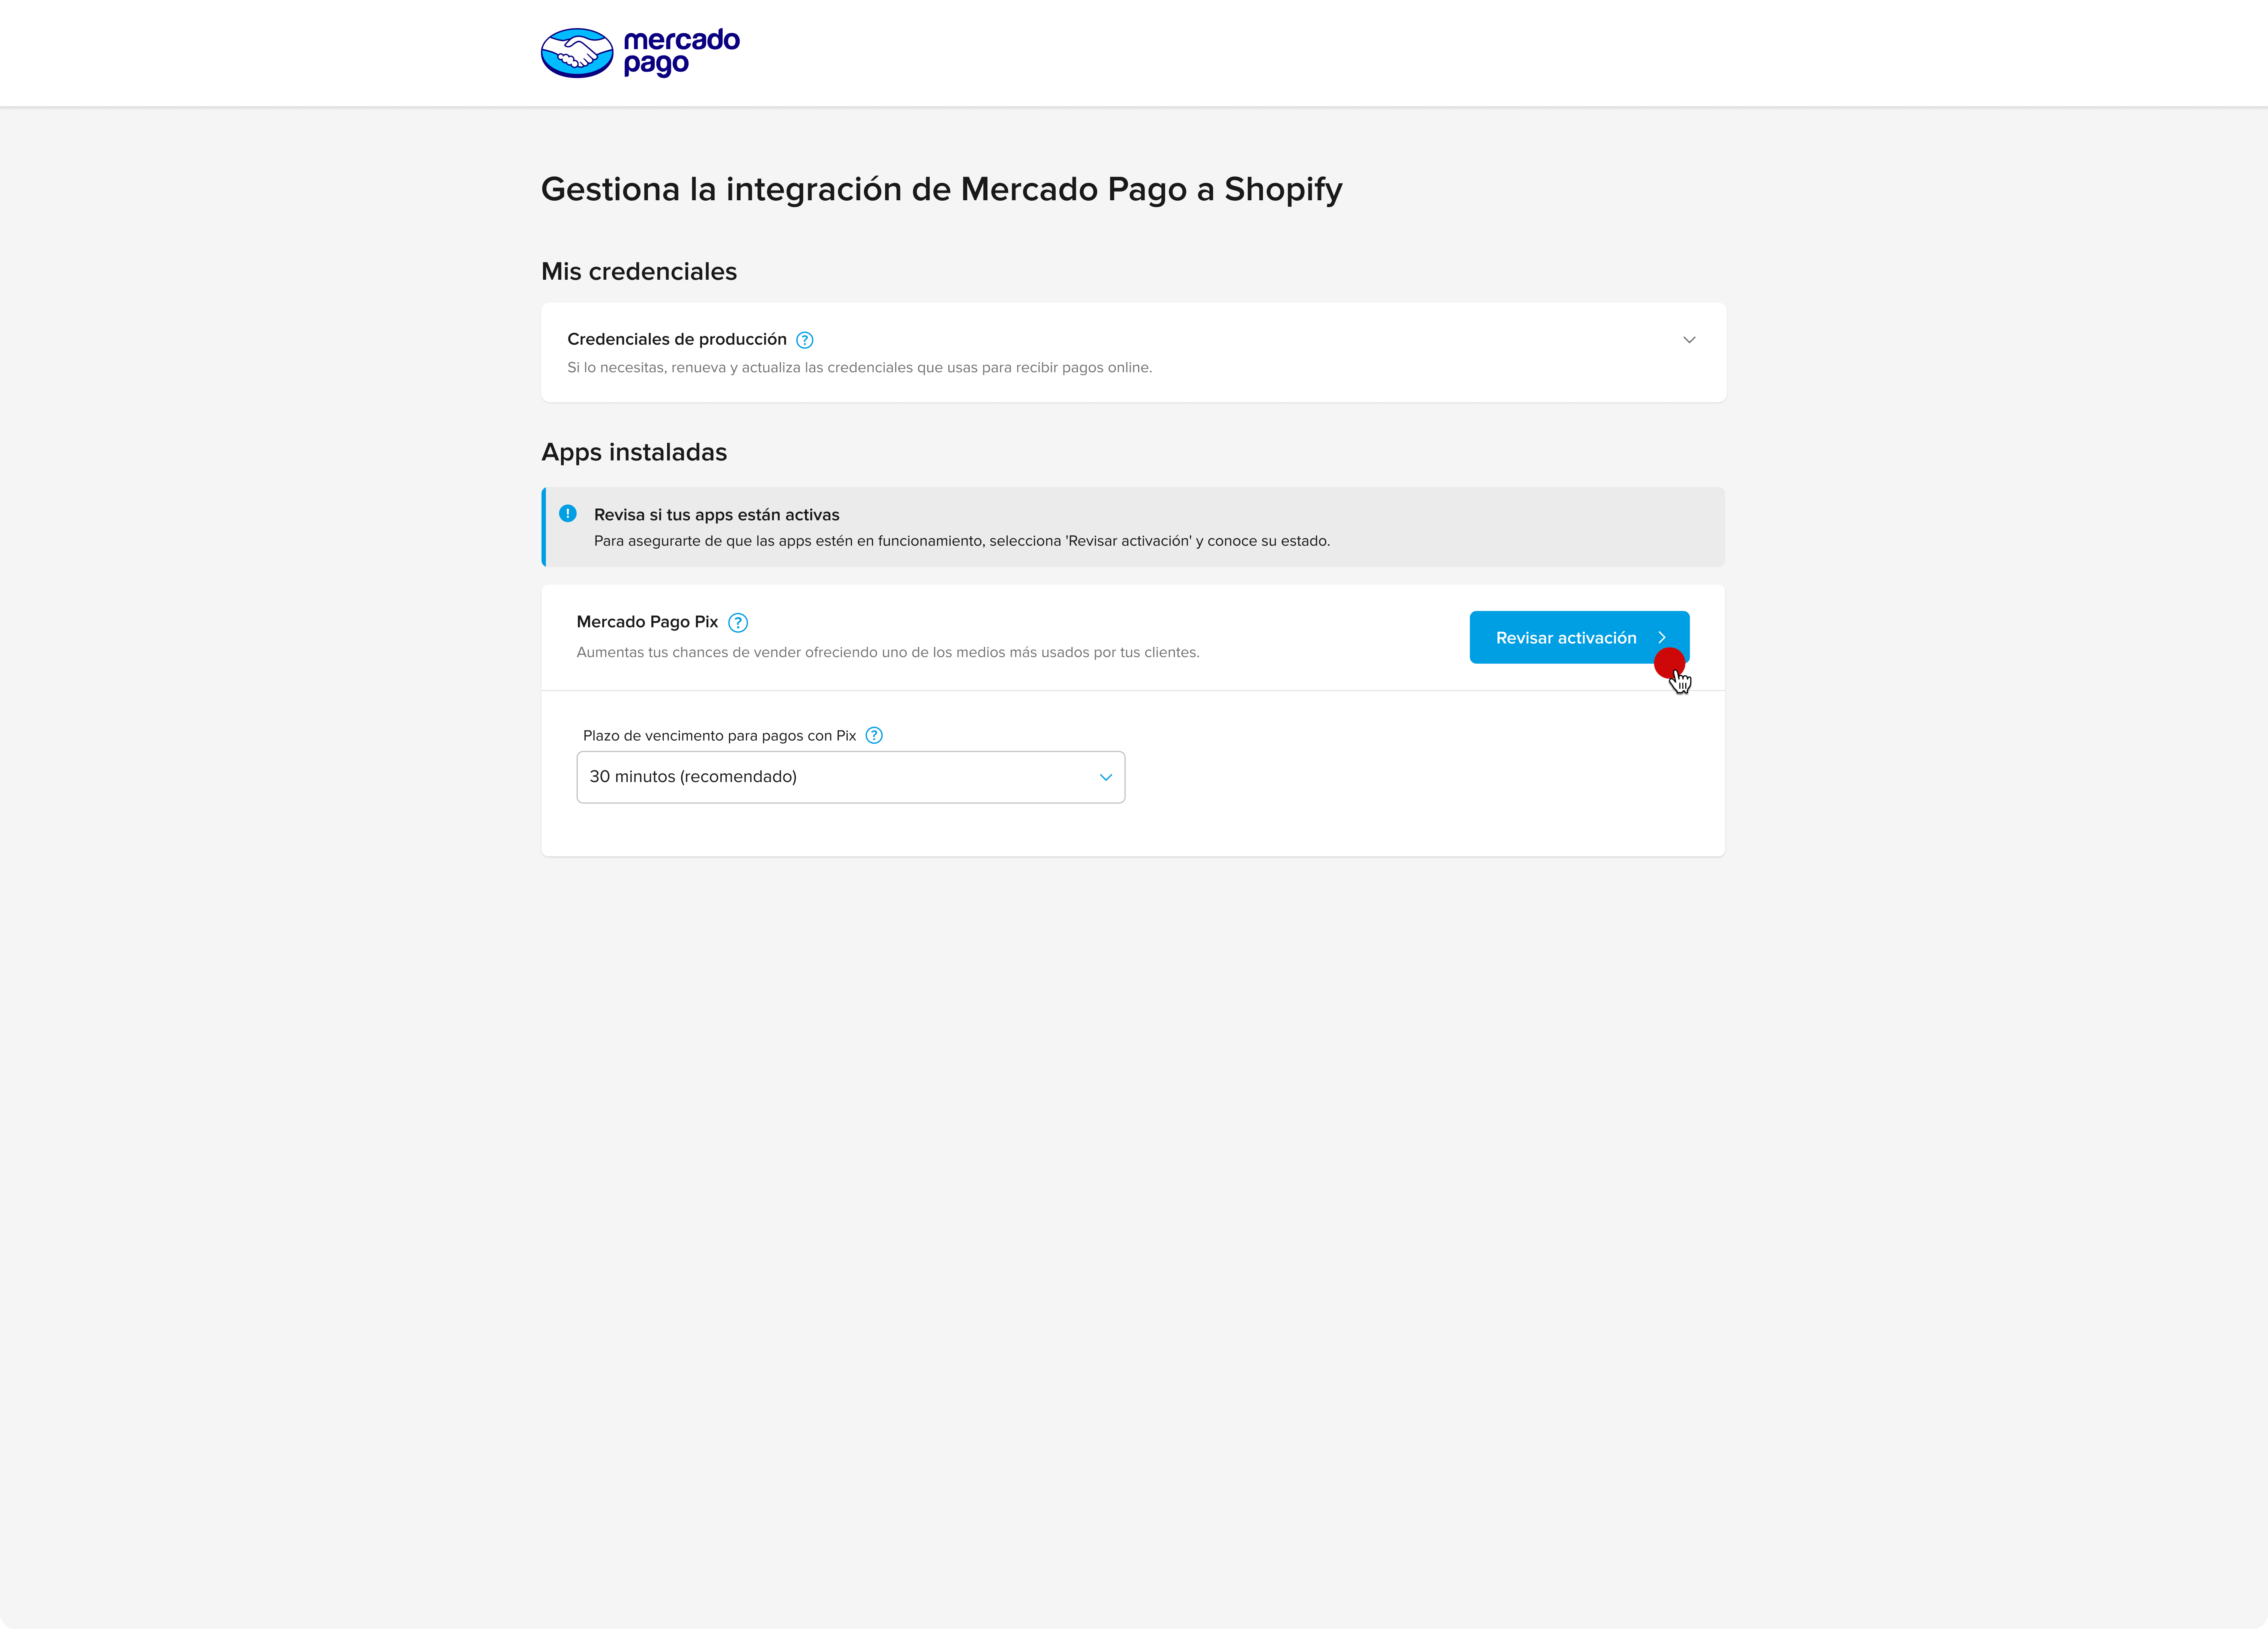 mercado
pago
Gestiona la integración de Mercado Pago a Shopify
Mis credenciales
Credenciales de producción ?
Si lo necesitas, renueva y actualiza las credenciales que usas para recibir pagos online.
Apps instaladas
! Revisa si tus apps están activas
Para asegurarte de que las apps estén en funcionamiento, selecciona 'Revisar activación' y conoce su estado.
Mercado Pago Pix ?
Aumentas tus chances de vender ofreciendo uno de los medios más usados por tus clientes.
Revisar activación
Plazo de vencimento para pagos con Pix ?
30 minutos (recomendado)